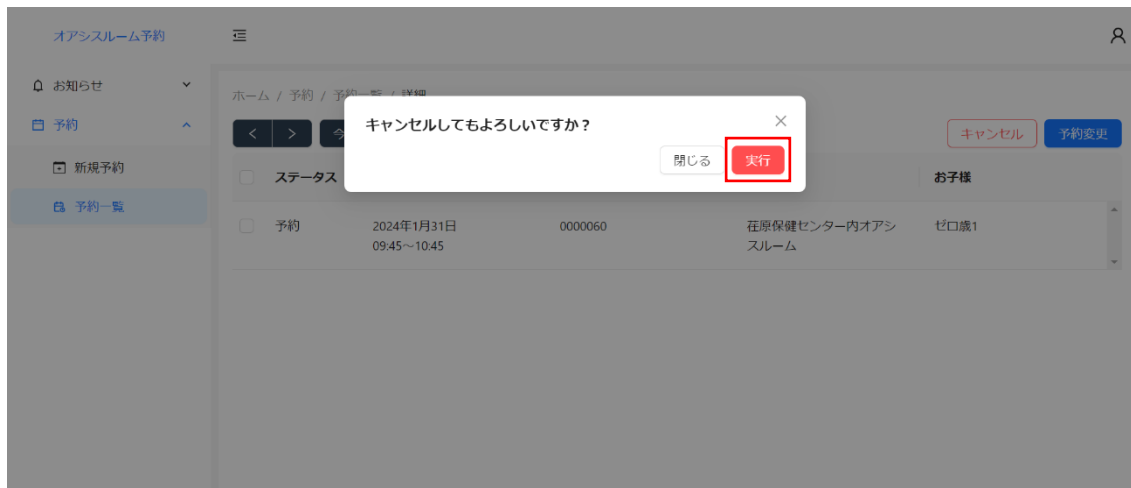 オアシスルーム予約
お知らせ
予約
新規予約
予約一覧
ホーム / 予約 / 予約一覧 / 詳細
今
キャンセル
予約変更
キャンセルしてもよろしいですか？
閉じる
実行
ステータス
お子様
予約
2024年1月31日
09:45～10:45
0000060
荏原保健センター内オアシ
スルーム
ゼロ歳1